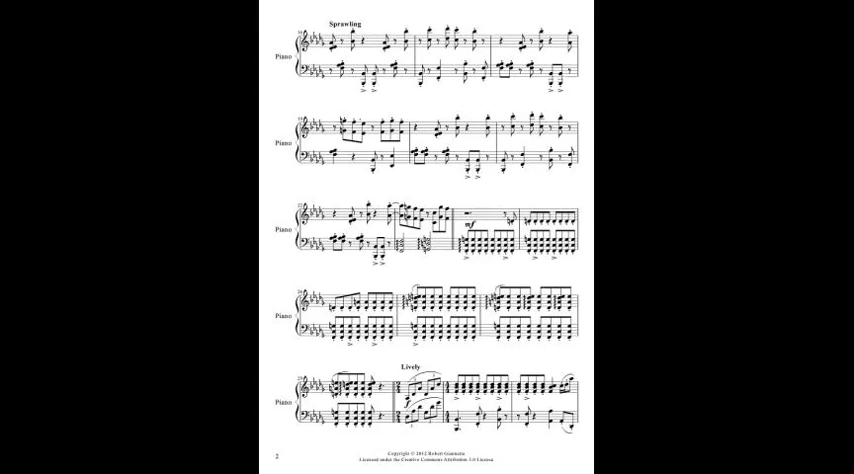 Sprawling
Piano
Piano
22
Piano
mf
Piano
Lively
Piano
2
Copyright © 2012 Robert
Licensed under the Creative Commons Attribution 3.0 License